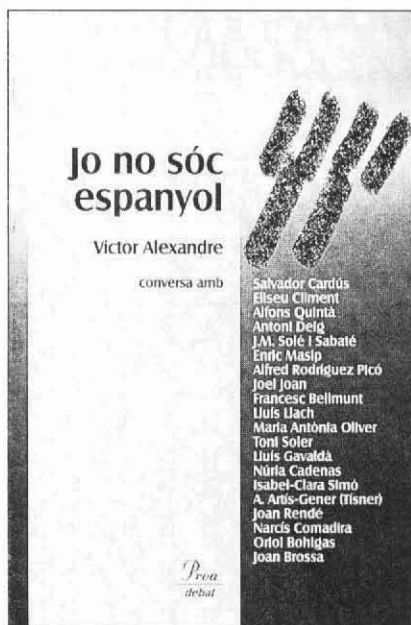 Jo no sóc
espanyol
Víctor Alexandre
conversa amb
Salvador Cardús
Eliseu Climent
Alfons Quintà
Antoni Deig
J.M. Solé i Sabaté
Enric Masip
Alfred Rodríguez Picó
Joel Joan
Francesc Bellmunt
Lluís Llach
Maria Antònia Oliver
Toni Soler
Lluís Gavaldà
Núria Cadenas
Isabel-Clara Simó
A. Artís-Gener (Tísner)
Joan Rendé
Narcís Comadira
Oriol Bohigas
Joan Brossa
Proa
debat